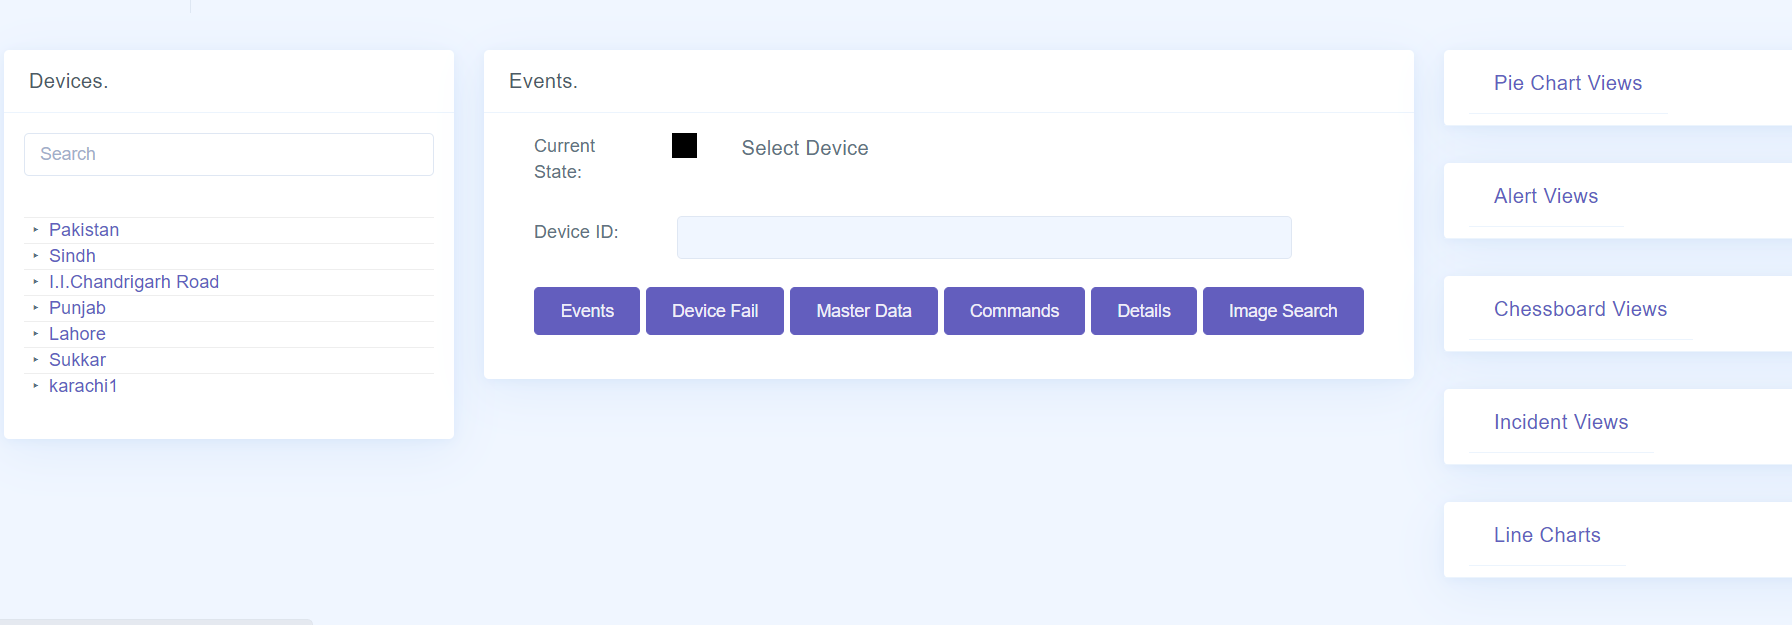 Devices.
Search
Pakistan
Sindh
I.I.Chandrigarh Road
Punjab
Lahore
Sukkar
karachi1
Events.
Current
State:
Select Device
Device ID:
Events
Device Fail
Master Data
Commands
Details
Image Search
Pie Chart Views
Alert Views
Chessboard Views
Incident Views
Line Charts